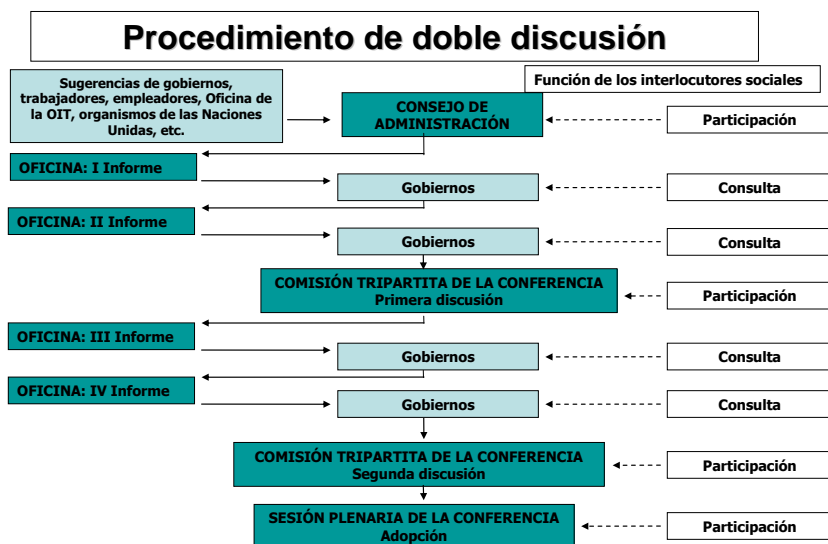 Procedimiento de doble discusión
Sugerencias de gobiernos,
trabajadores, empleadores, Oficina de
la OIT, organismos de las Naciones
Unidas, etc.
Función de los interlocutores sociales
CONSEJO DE
ADMINISTRACIÓN
Participación
OFICINA: I Informe
Gobiernos
Consulta
OFICINA: II Informe
Gobiernos
Consulta
COMISIÓN TRIPARTITA DE LA CONFERENCIA
Primera discusión
Participación
OFICINA: III Informe
Gobiernos
Consulta
OFICINA: IV Informe
Gobiernos
Consulta
COMISIÓN TRIPARTITA DE LA CONFERENCIA
Segunda discusión
Participación
SESIÓN PLENARIA DE LA CONFERENCIA
Adopción
Participación